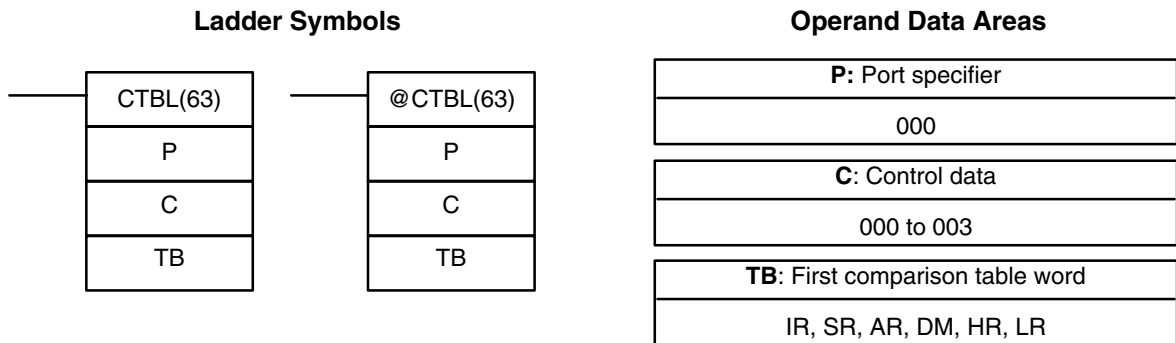 Ladder Symbols
CTBL(63)
P
C
TB
@CTBL(63)
P
C
TB
Operand Data Areas
P: Port specifier
000
C: Control data
000 to 003
TB: First comparison table word
IR, SR, AR, DM, HR, LR